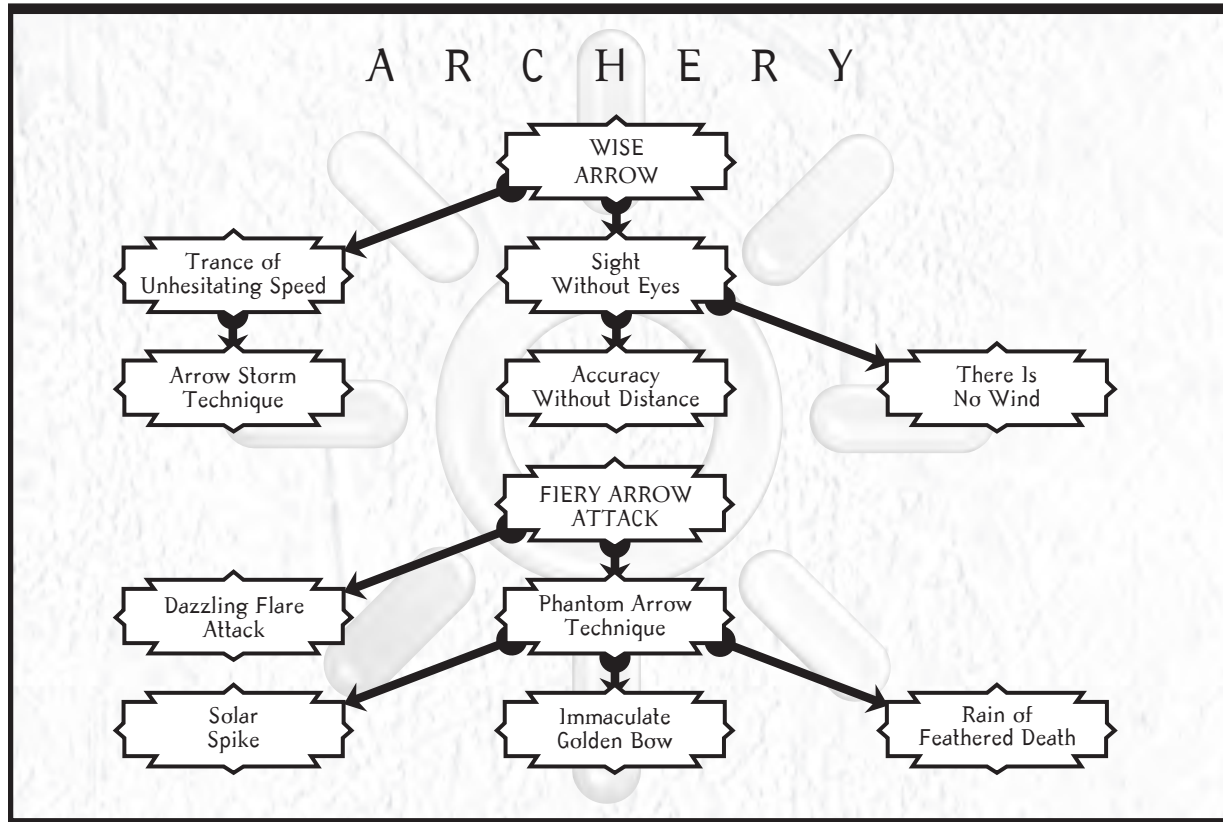 ARCHERY
WISE
ARROW
Trance of
Unhesitating Speed
Sight
Without Eyes
Arrow Storm
Technique
Accuracy
Without Distance
There Is
No Wind
FIERY ARROW
ATTACK
Dazzling Flare
Attack
Phantom Arrow
Technique
Solar
Spike
Immaculate
Golden Bow
Rain of
Feathered Death